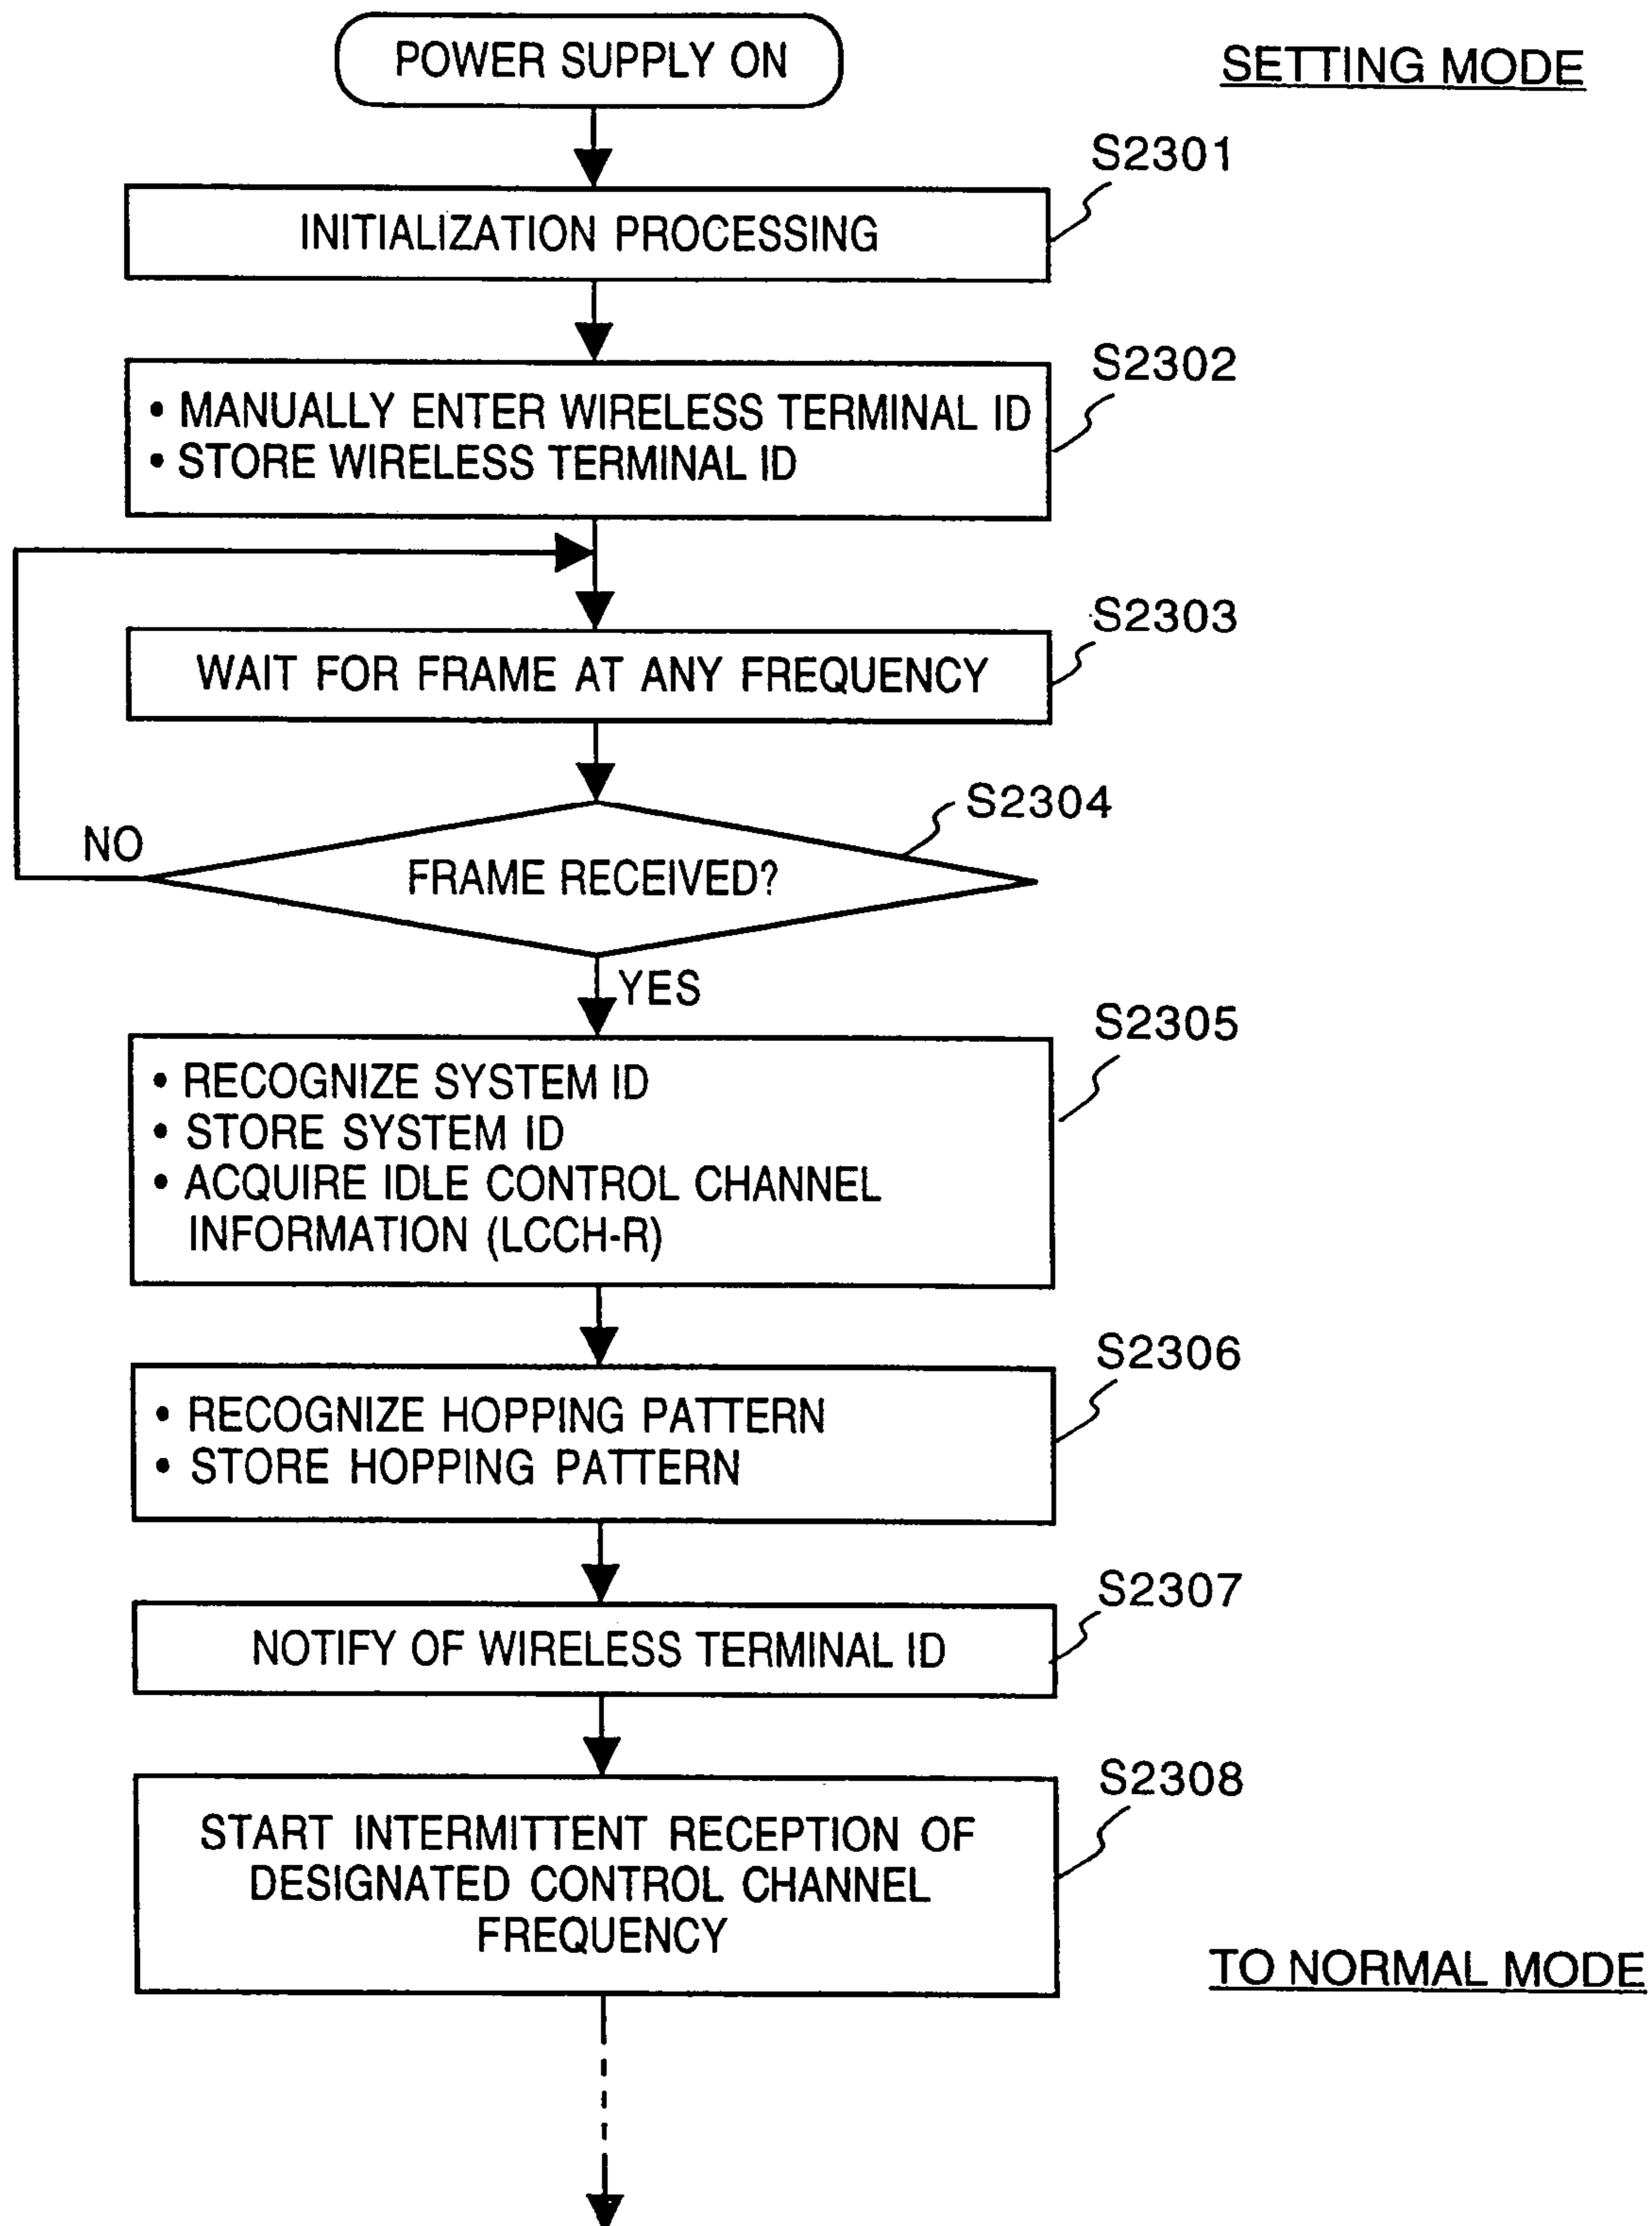 POWER SUPPLY ON
SETTING MODE
S2301
INITIALIZATION PROCESSING
S2302
• MANUALLY ENTER WIRELESS TERMINAL ID
• STORE WIRELESS TERMINAL ID
S2303
WAIT FOR FRAME AT ANY FREQUENCY
S2304
NO
FRAME RECEIVED?
YES
S2305
• RECOGNIZE SYSTEM ID
• STORE SYSTEM ID
• ACQUIRE IDLE CONTROL CHANNEL
INFORMATION (LCCH-R)
S2306
• RECOGNIZE HOPPING PATTERN
• STORE HOPPING PATTERN
S2307
NOTIFY OF WIRELESS TERMINAL ID
S2308
START INTERMITTENT RECEPTION OF
DESIGNATED CONTROL CHANNEL
FREQUENCY
TO NORMAL MODE